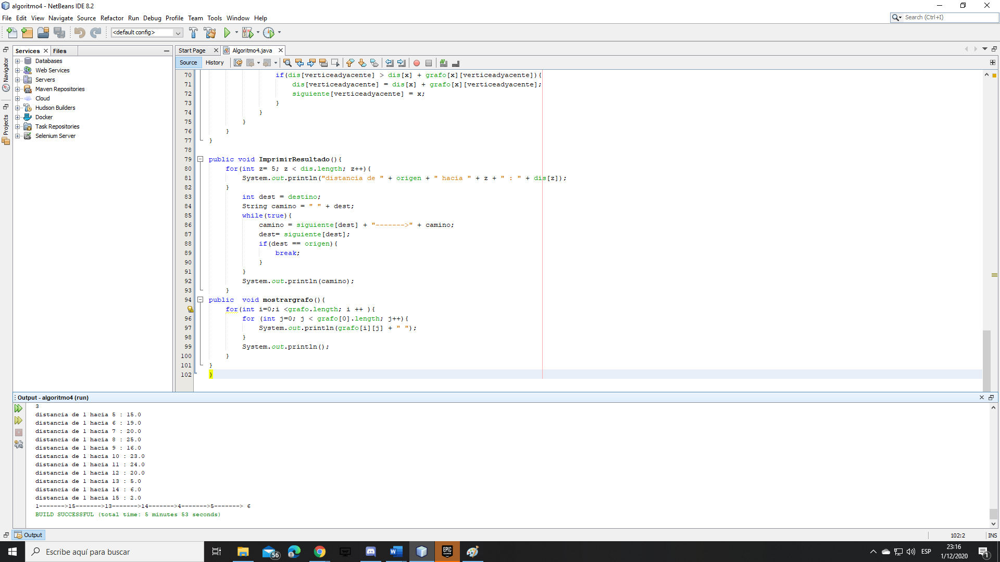 algoritmo4 - NetBeans IDE 8.2
File Edit View Navigate Source Refactor Run Debug Profile Team Tools Window Help
Search (Ctrl+I)
<default config>
Services
Files
Start Page
Algoritmo4.java
Navigator
Projects
Databases
Web Services
Servers
Maven Repositories
Cloud
Hudson Builders
Docker
Task Repositories
Selenium Server
Source History
70 if(dis[verticeadyacente] > dis[x] + grafo[x][verticeadyacente]){
71 dis[verticeadyacente] = dis[x] + grafo[x][verticeadyacente];
72 siguiente[verticeadyacente] = x;
73 }
74 }
75 }
76 }
77 }
78
79 public void ImprimirResultado(){
80 for(int z= 5; z < dis.length; z++){
81 System.out.println("distancia de " + origen + " hacia " + z + " : " + dis[z]);
82 }
83 int dest = destino;
84 String camino = " " + dest;
85 while(true){
86 camino = siguiente[dest] + "------->" + camino;
87 dest= siguiente[dest];
88 if(dest == origen){
89 break;
90 }
91 }
92 System.out.println(camino);
93 }
94 public  void mostrargrafo(){
for(int i=0;i <grafo.length; i ++ ){
96 for (int j=0; j < grafo[0].length; j++){
97 System.out.println(grafo[i][j] + " ");
98 }
99 System.out.println();
100 }
101 }
102 }
Output - algoritmo4 (run)
3
distancia de 1 hacia 5 : 15.0
distancia de 1 hacia 6 : 19.0
distancia de 1 hacia 7 : 20.0
distancia de 1 hacia 8 : 25.0
distancia de 1 hacia 9 : 16.0
distancia de 1 hacia 10 : 23.0
distancia de 1 hacia 11 : 24.0
distancia de 1 hacia 12 : 20.0
distancia de 1 hacia 13 : 5.0
distancia de 1 hacia 14 : 6.0
distancia de 1 hacia 15 : 2.0
1------->15------->13------->14------->4------->5-------> 6
BUILD SUCCESSFUL (total time: 5 minutes 53 seconds)
Output
102:2
INS
Escribe aquí para buscar
56
EPIC GAMES
ESP
23:16
1/12/2020
1